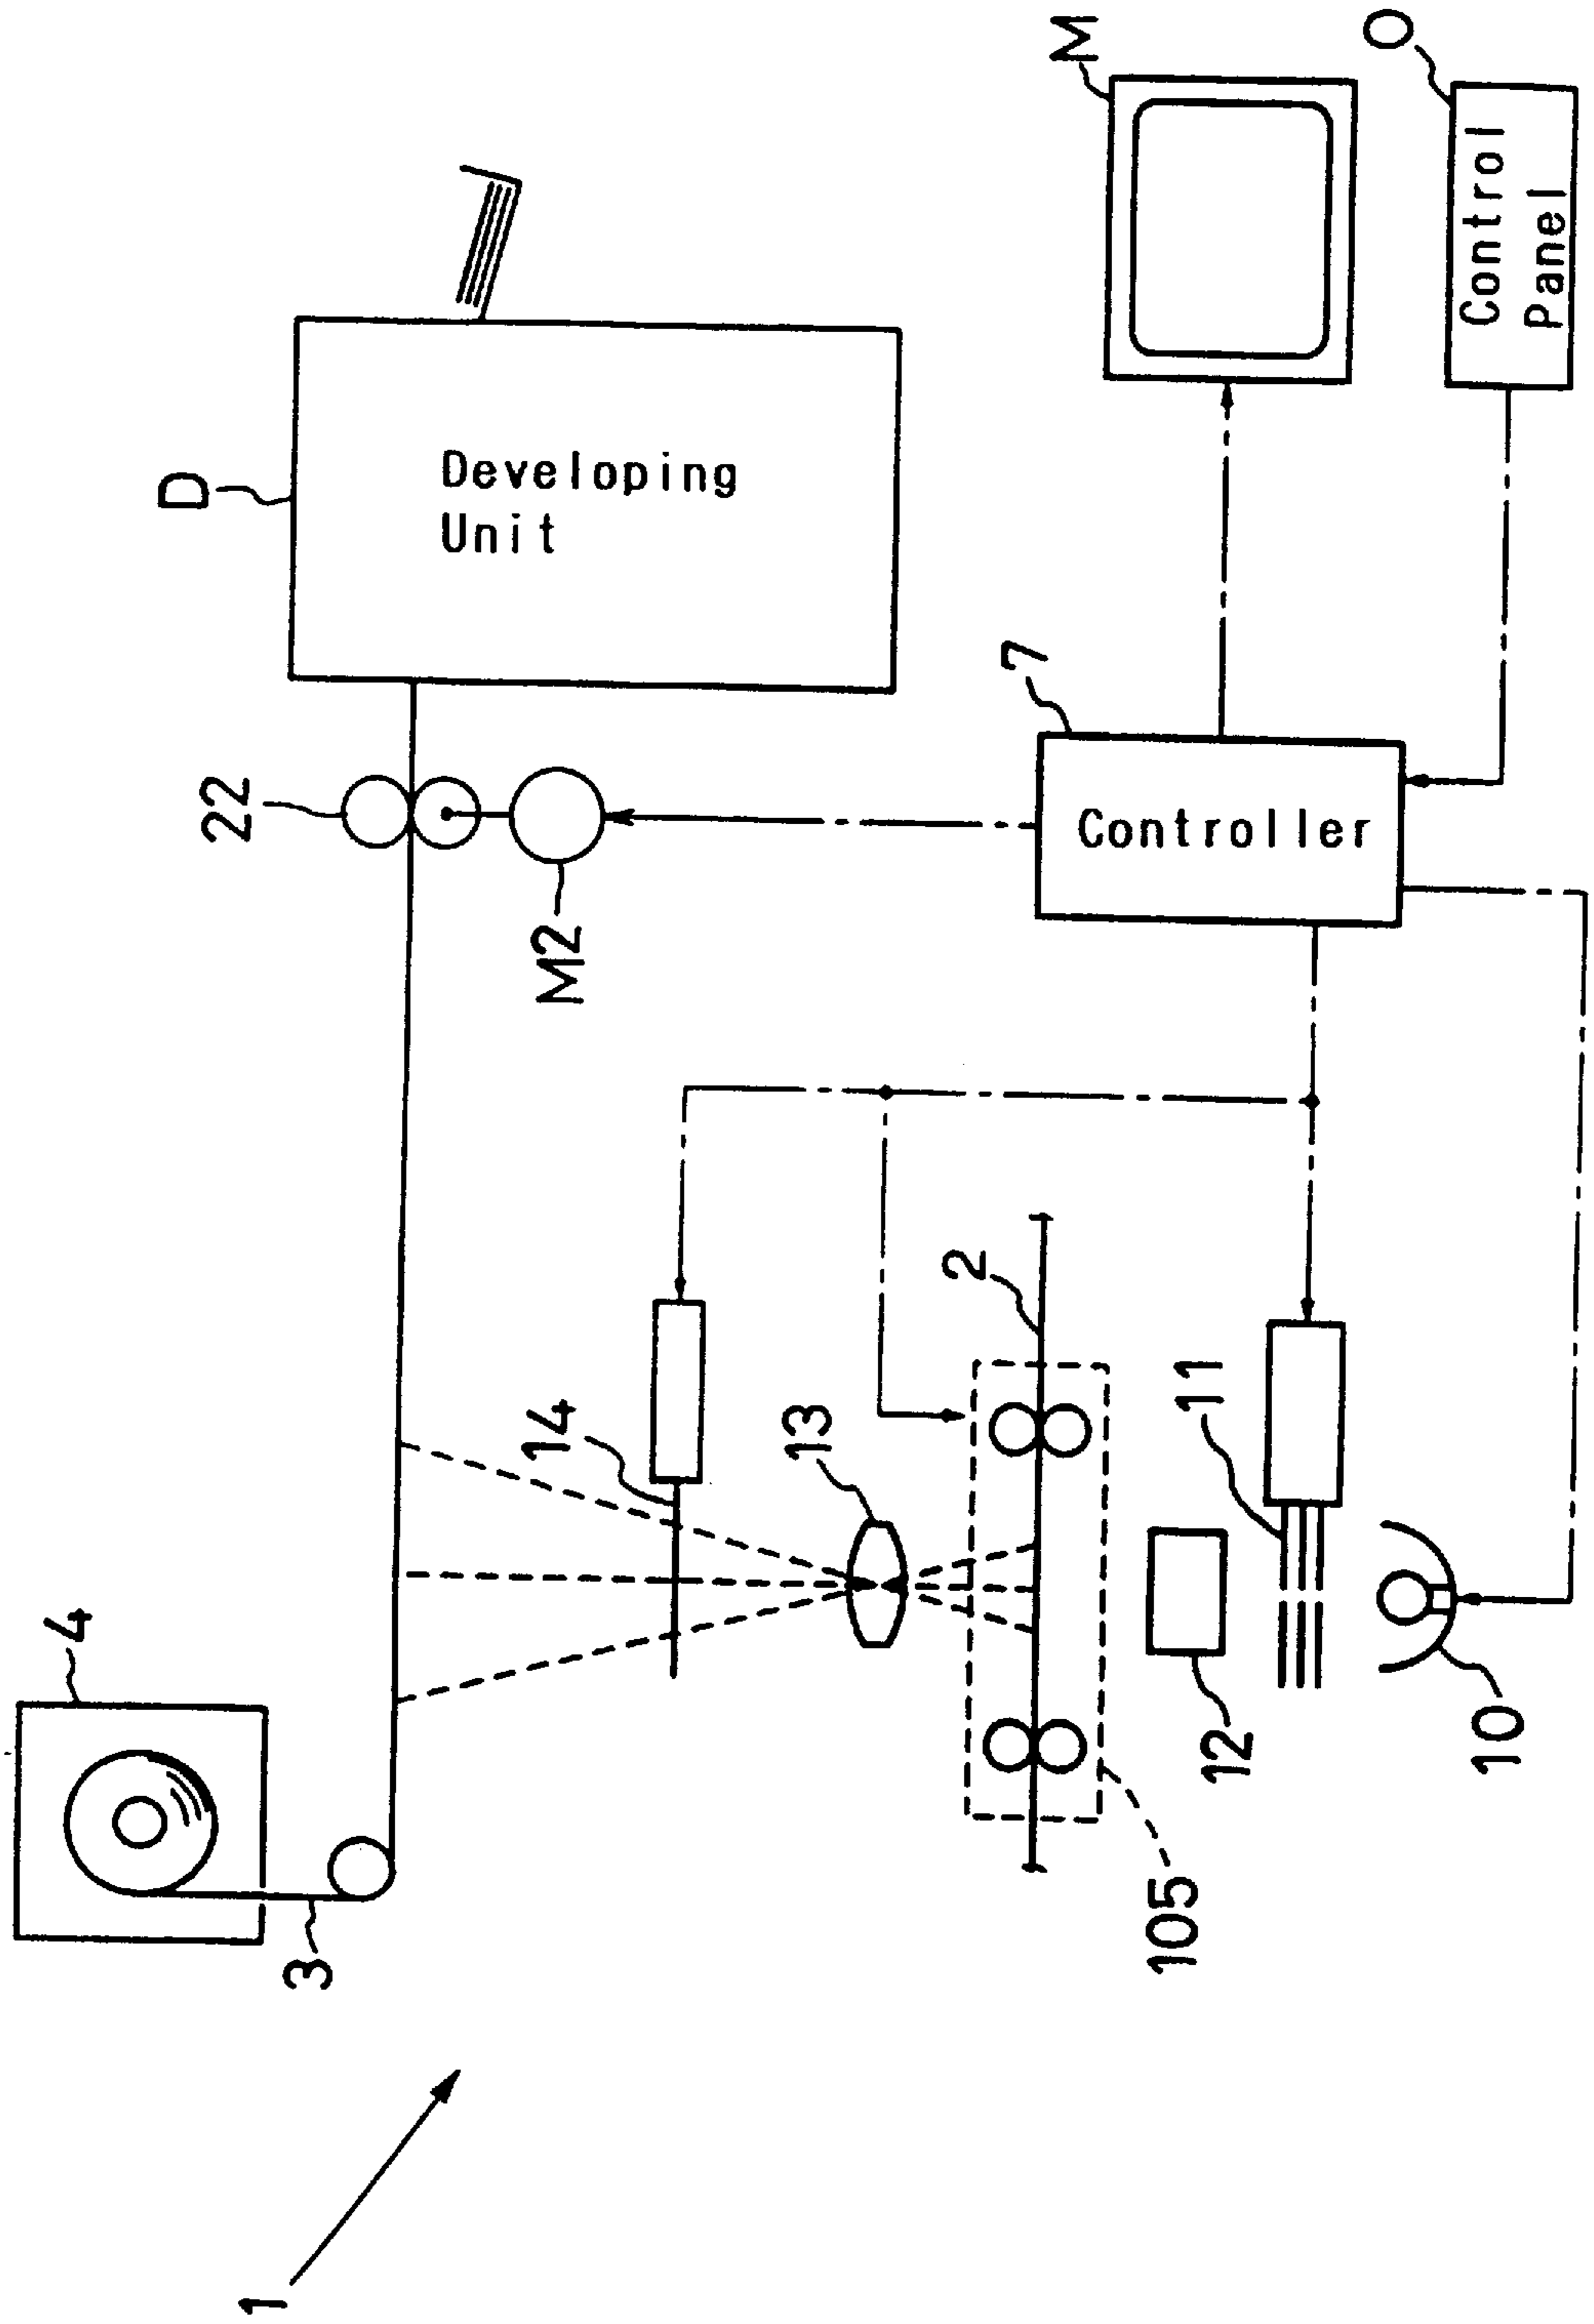 M
O
Control
Panel
D
Developing
Unit
7
22
Controller
M2
2
14
13
11
4
12
10
3
105
1